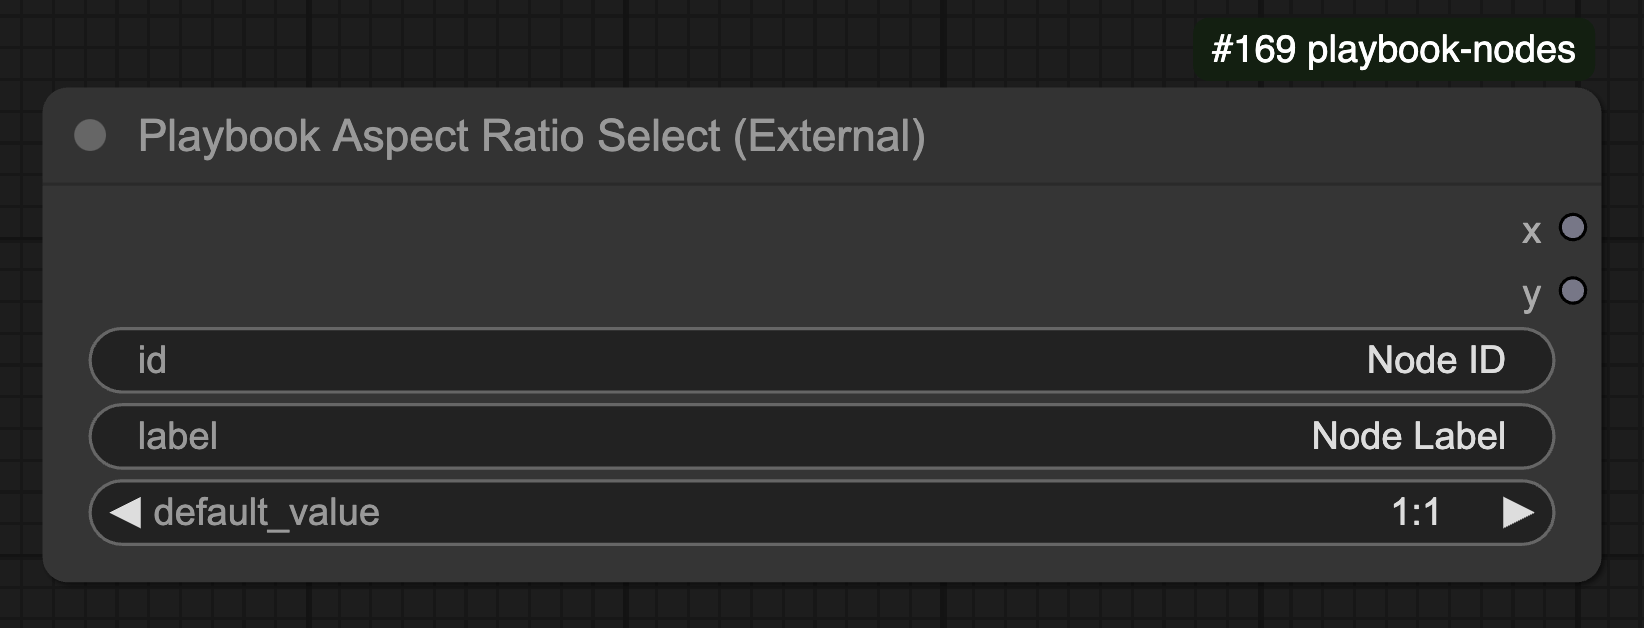 #169 playbook-nodes
Playbook Aspect Ratio Select (External)
x
y
id Node ID
label Node Label
default_value 1:1